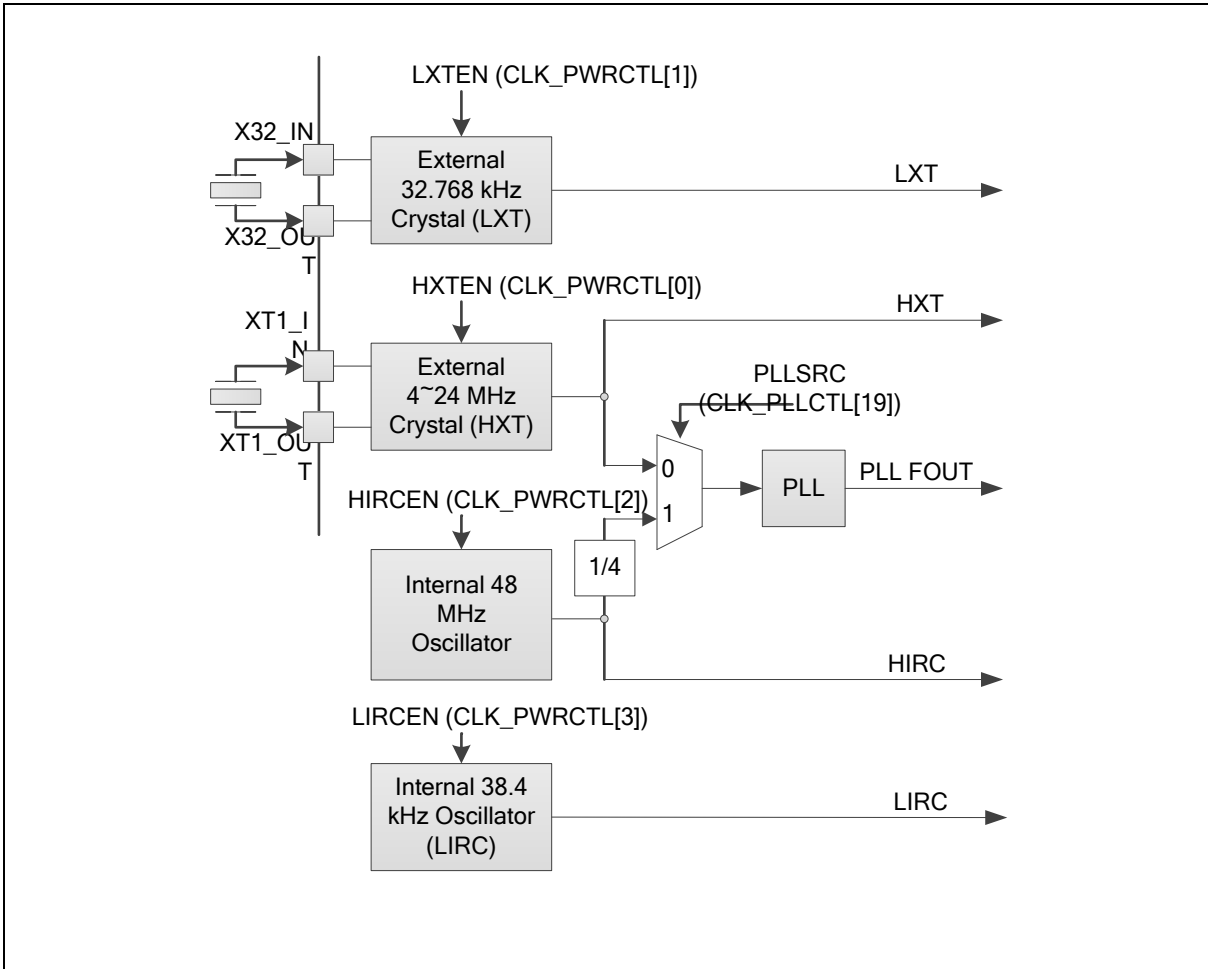 LXTEN (CLK_PWRCTL[1])
X32_IN
External
32.768 kHz
Crystal (LXT)
LXT
X32_OU
T
HXTEN (CLK_PWRCTL[0])
HXT
XT1_I
N
External
4~24 MHz
Crystal (HXT)
PLLSRC
(CLK_PLLCTL[19])
XT1_OU
T
0
PLL
PLL FOUT
HIRCEN (CLK_PWRCTL[2])
1
1/4
Internal 48
MHz
Oscillator
HIRC
LIRCEN (CLK_PWRCTL[3])
Internal 38.4
kHz Oscillator
(LIRC)
LIRC